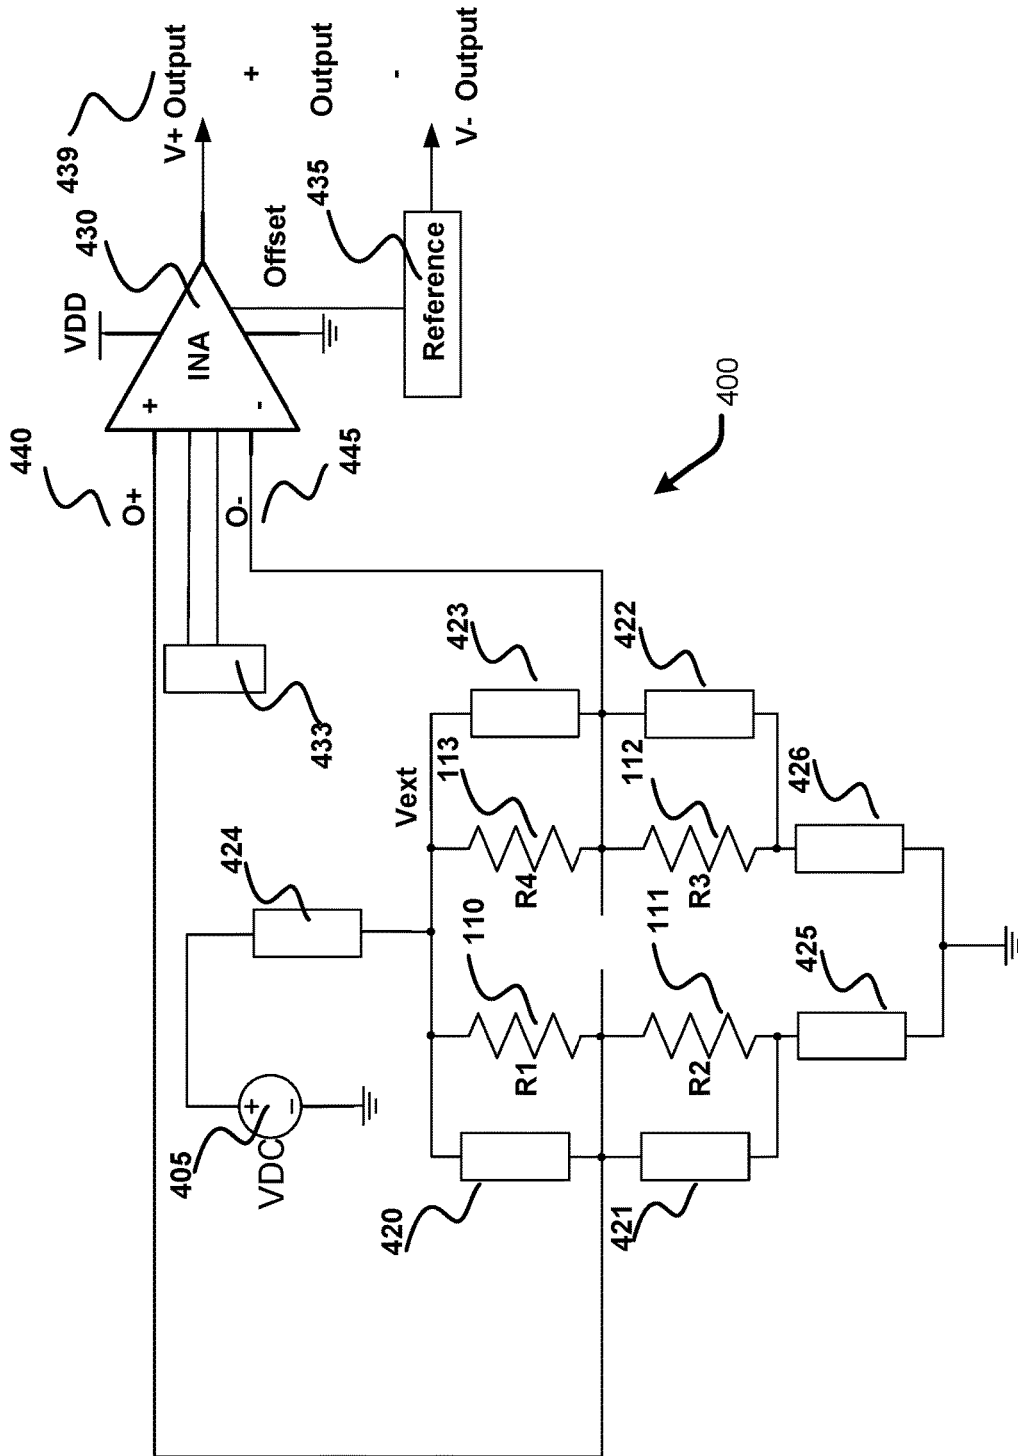 439
V+ Output
+
Output
-
V- Output
430
435
VDD
Offset
INA
+
-
Reference
440
O+
O-
445
400
433
423
422
424
Vext
113
112
426
R4
R3
110
111
425
R1
R2
405
+
-
VDC
420
421